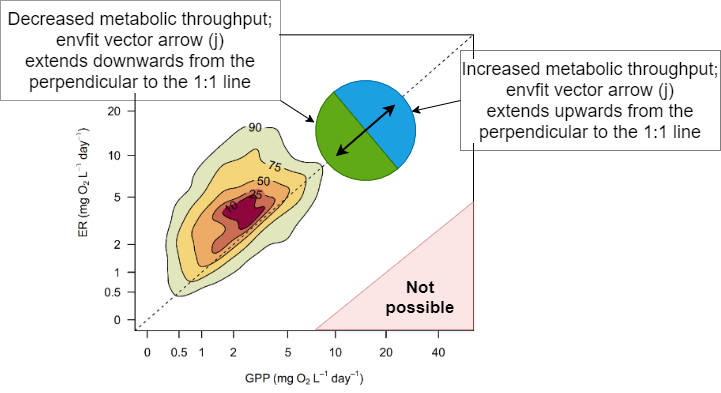 Decreased metabolic throughput;
envfit vector arrow (j)
extends downwards from the
perpendicular to the 1:1 line
Increased metabolic throughput;
envfit vector arrow (j)
extends upwards from the
perpendicular to the 1:1 line
20
10
5
2
1
0.5
0
ER (mg O₂ L⁻¹ day⁻¹)
90
75
50
25
10
Not
possible
0 0.5 1 2 5 10 20 40
GPP (mg O₂ L⁻¹ day⁻¹)